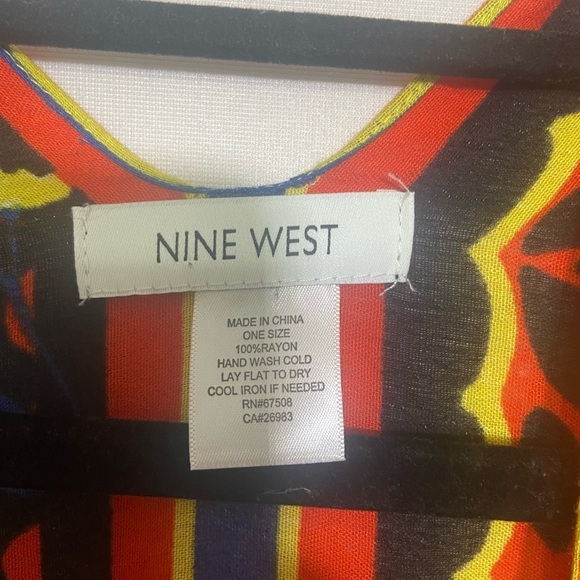 NINE WEST
MADE IN CHINA
ONE SIZE
100%RAYON
HAND WASH COLD
LAY FLAT TO DRY
COOL IRON IF NEEDED
RN#67508
CA#26983